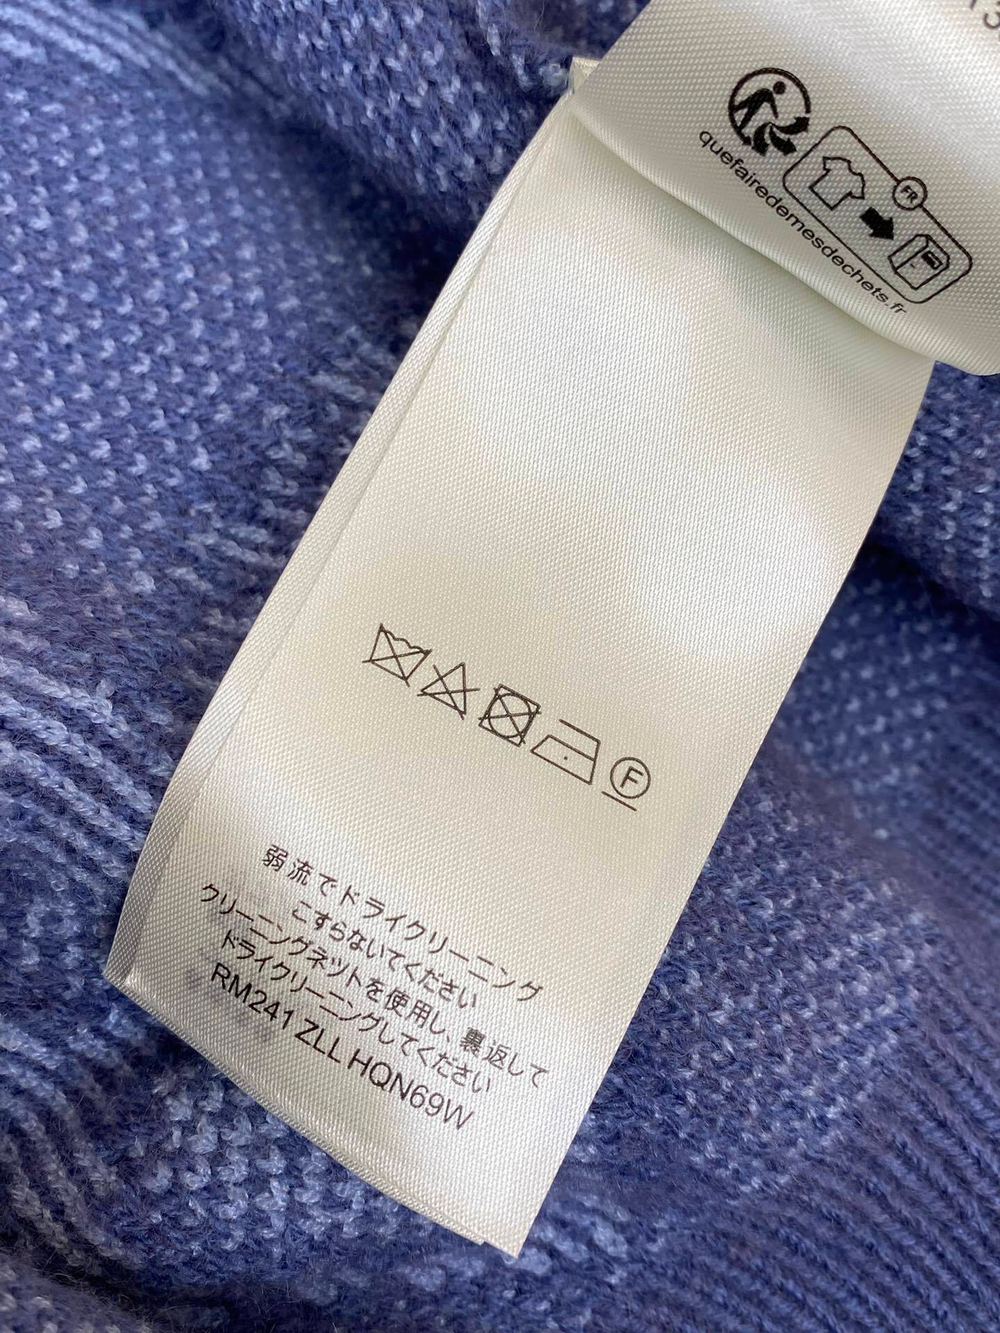 FR
quefairedemesdechets.fr
F
弱流でドライクリーニング
こすらないでください
クリーニングネットを使用し、裏返して
ドライクリーニングしてください
RM241 ZLL HQN69W